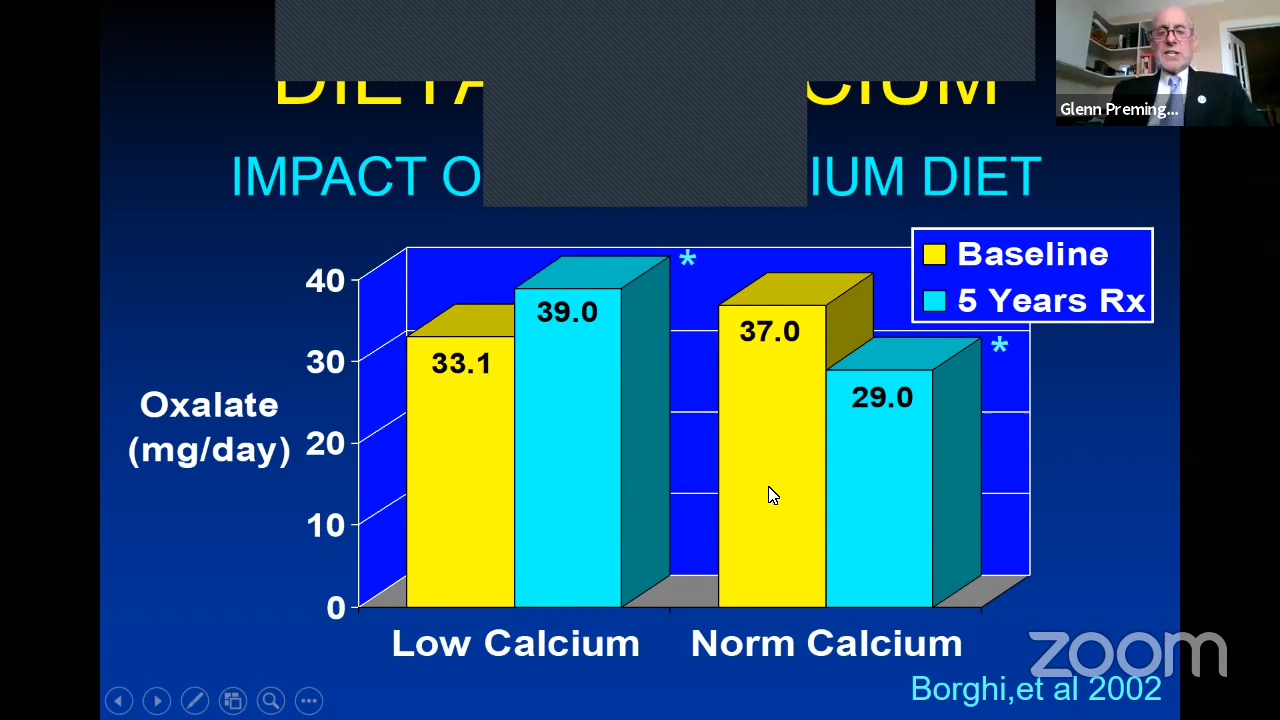 Glenn Preming...
IMPACT O
IUM DIET
Baseline
5 Years Rx
40
30
20
10
0
Oxalate
(mg/day)
33.1
39.0
*
37.0
29.0
*
Low Calcium
Norm Calcium
zoom
Borghi,et al 2002